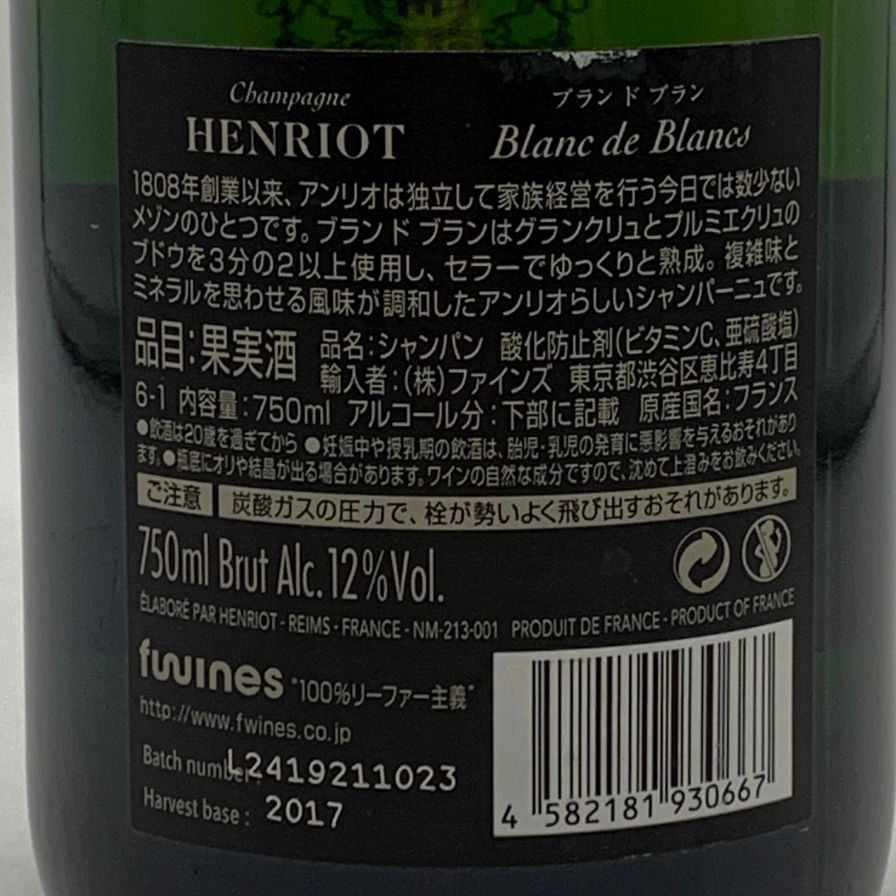 Champagne
HENRIOT
ブラン ド ブラン
Blanc de Blancs
1808年創業以来、アンリオは独立して家族経営を行う今日では数少ない
メゾンのひとつです。ブラン ド ブランはグランクリュとプルミエクリュの
ブドウを3分の2以上使用し、セラーでゆっくりと熟成。複雑味と
ミネラルを思わせる風味が調和したアンリオらしいシャンパーニュです。
品目:果実酒 品名:シャンパン 酸化防止剤(ビタミンC、亜硫酸塩)
輸入者:(株)ファインズ 東京都渋谷区恵比寿4丁目
6-1 内容量:750ml アルコール分:下部に記載 原産国名:フランス
●飲酒は20歳を過ぎてから ●妊娠中や授乳期の飲酒は、胎児・乳児の発育に悪影響を与えるおそれがあり
ます。●瓶底にオリや結晶が出る場合があります。ワインの自然な成分ですので、沈めて上澄みをお飲みください。
ご注意 炭酸ガスの圧力で、栓が勢いよく飛び出すおそれがあります。
750ml Brut Alc.12%Vol.
ÉLABORÉ PAR HENRIOT - REIMS - FRANCE - NM-213-001 PRODUIT DE FRANCE - PRODUCT OF FRANCE
fwines "100%リーファー主義"
http://www.fwines.co.jp
Batch number: L2419211023
Harvest base : 2017
4 582181 930667